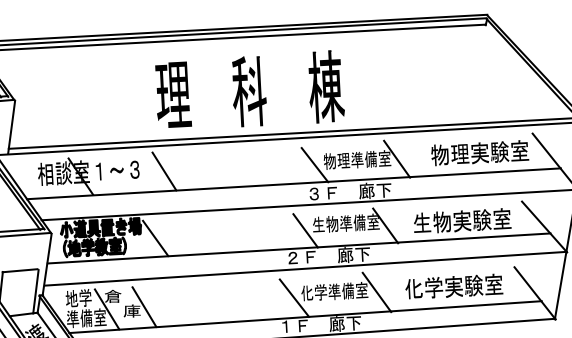 理科棟
相談室1～3
物理準備室
物理実験室
3F 廊下
小道具置き場
(地学教室)
生物準備室
生物実験室
2F 廊下
地学
準備室
倉
庫
化学準備室
化学実験室
1F 廊下
渡